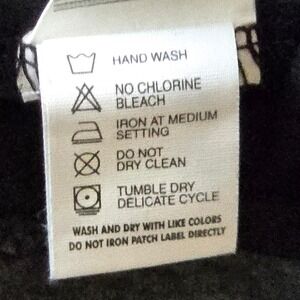 HAND WASH
NO CHLORINE
BLEACH
IRON AT MEDIUM
SETTING
DO NOT
DRY CLEAN
TUMBLE DRY
DELICATE CYCLE
WASH AND DRY WITH LIKE COLORS
DO NOT IRON PATCH LABEL DIRECTLY